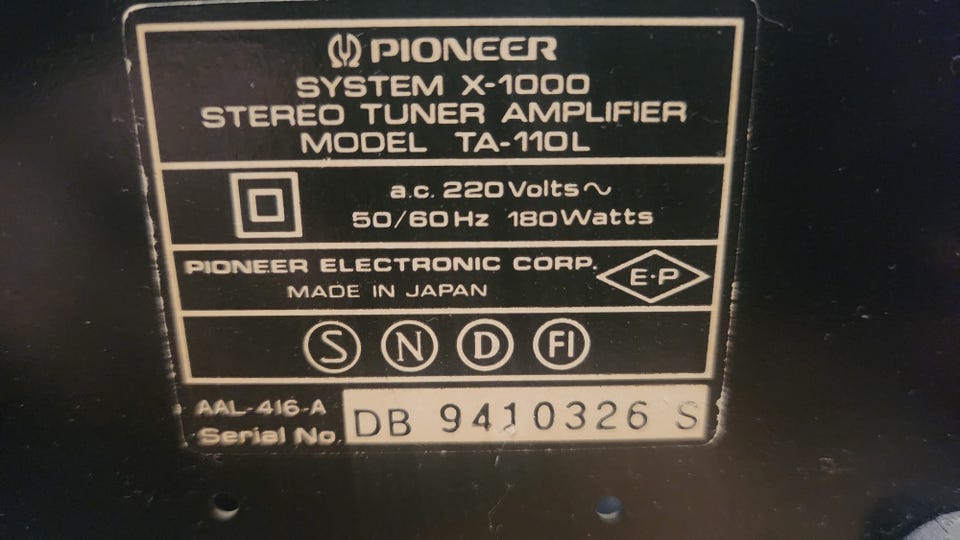 PIONEER
SYSTEM X-1000
STEREO TUNER AMPLIFIER
MODEL TA-110L
a.c. 220Volts~
50/60Hz 180Watts
PIONEER ELECTRONIC CORP.
MADE IN JAPAN
E·P
S N D FI
AAL-416-A
Serial No. DB 9410326 S